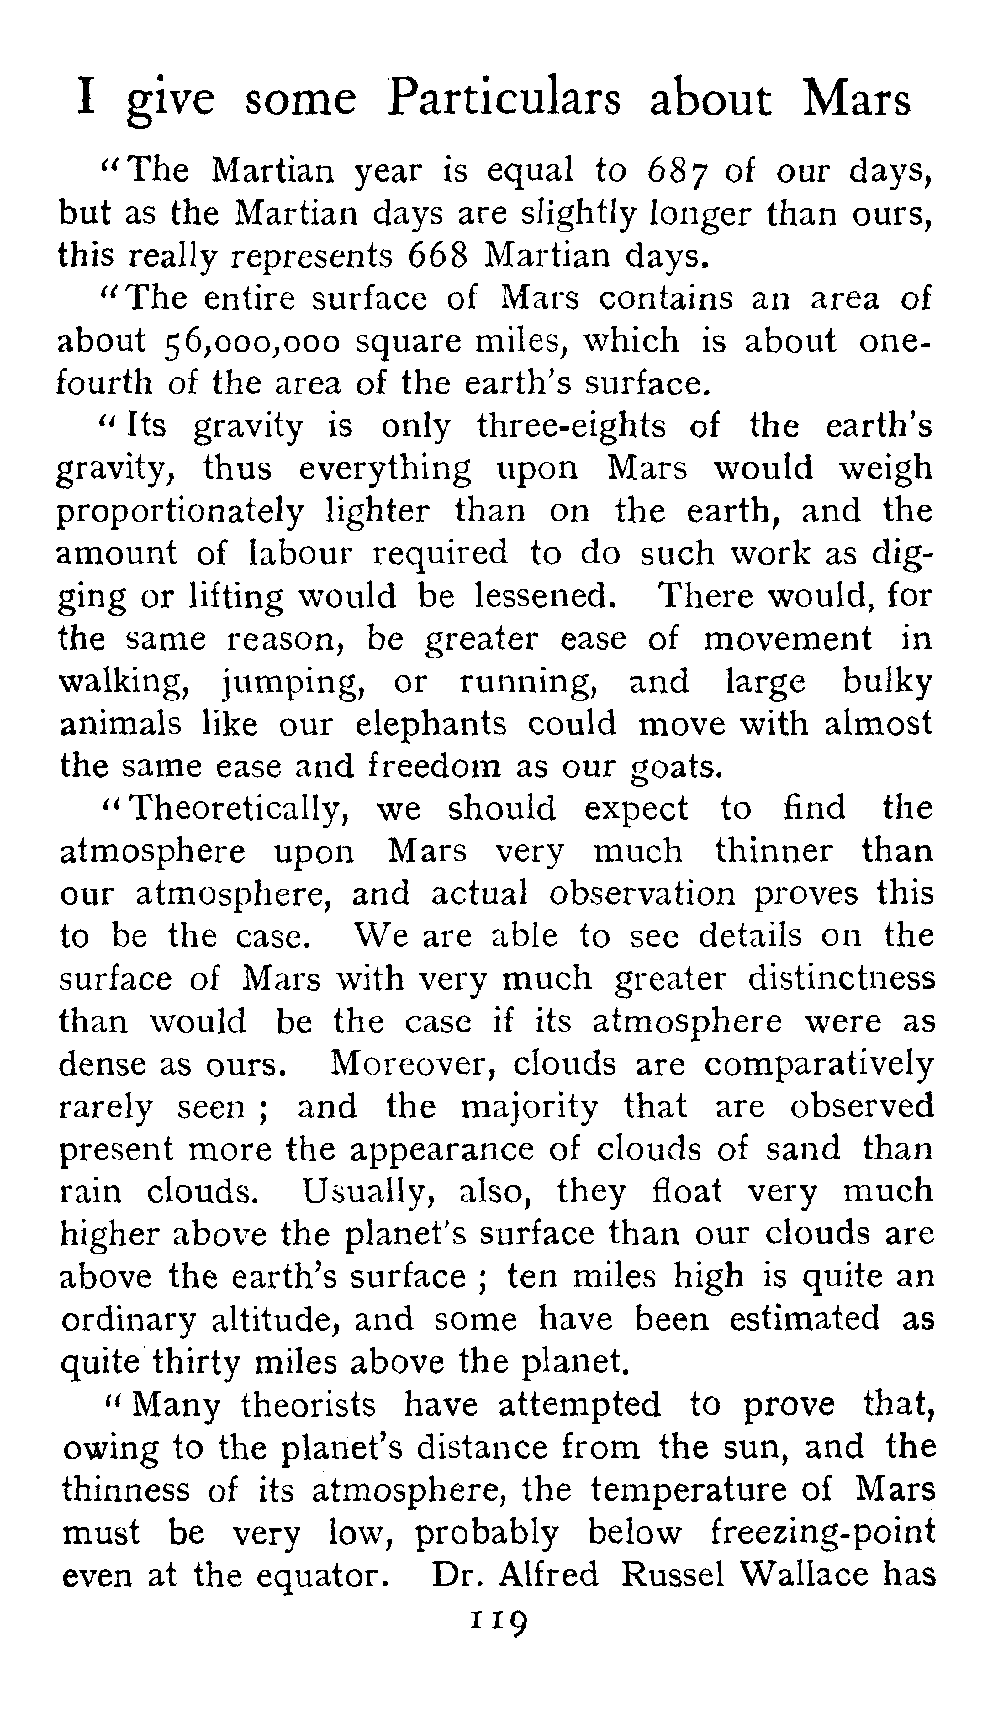 I give some Particulars about Mars
"The Martian year is equal to 687 of our days,
but as the Martian days are slightly longer than ours,
this really represents 668 Martian days.
"The entire surface of Mars contains an area of
about 56,000,000 square miles, which is about one-
fourth of the area of the earth's surface.
"Its gravity is only three-eights of the earth's
gravity, thus everything upon Mars would weigh
proportionately lighter than on the earth, and the
amount of labour required to do such work as dig-
ging or lifting would be lessened. There would, for
the same reason, be greater ease of movement in
walking, jumping, or running, and large bulky
animals like our elephants could move with almost
the same ease and freedom as our goats.
"Theoretically, we should expect to find the
atmosphere upon Mars very much thinner than
our atmosphere, and actual observation proves this
to be the case. We are able to see details on the
surface of Mars with very much greater distinctness
than would be the case if its atmosphere were as
dense as ours. Moreover, clouds are comparatively
rarely seen ; and the majority that are observed
present more the appearance of clouds of sand than
rain clouds. Usually, also, they float very much
higher above the planet's surface than our clouds are
above the earth's surface ; ten miles high is quite an
ordinary altitude, and some have been estimated as
quite thirty miles above the planet.
"Many theorists have attempted to prove that,
owing to the planet's distance from the sun, and the
thinness of its atmosphere, the temperature of Mars
must be very low, probably below freezing-point
even at the equator. Dr. Alfred Russel Wallace has
119